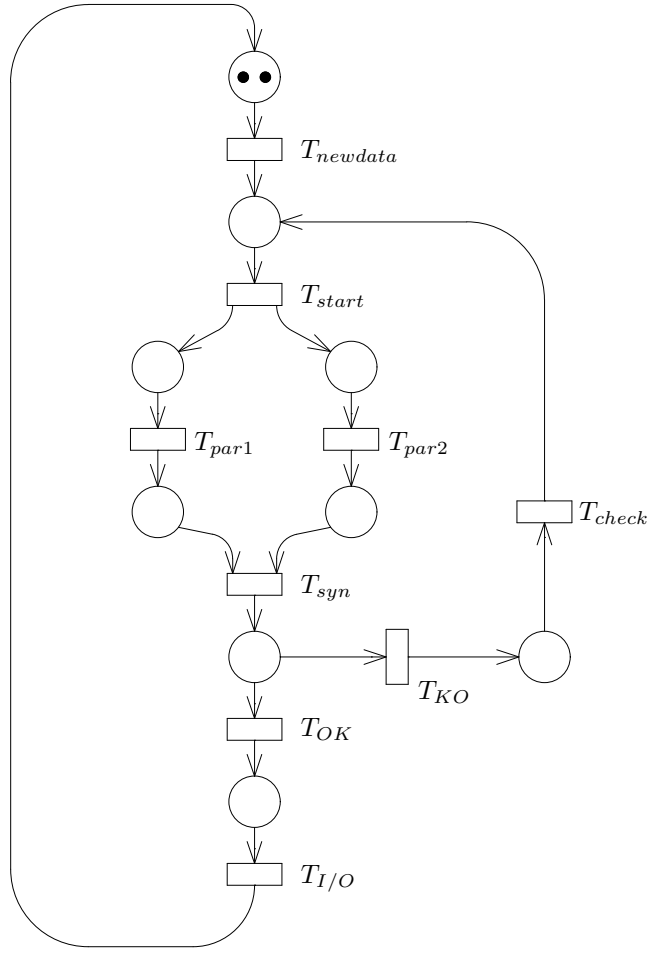 T_newdata
T_start
T_par1
T_par2
T_check
T_syn
T_KO
T_OK
T_I/O